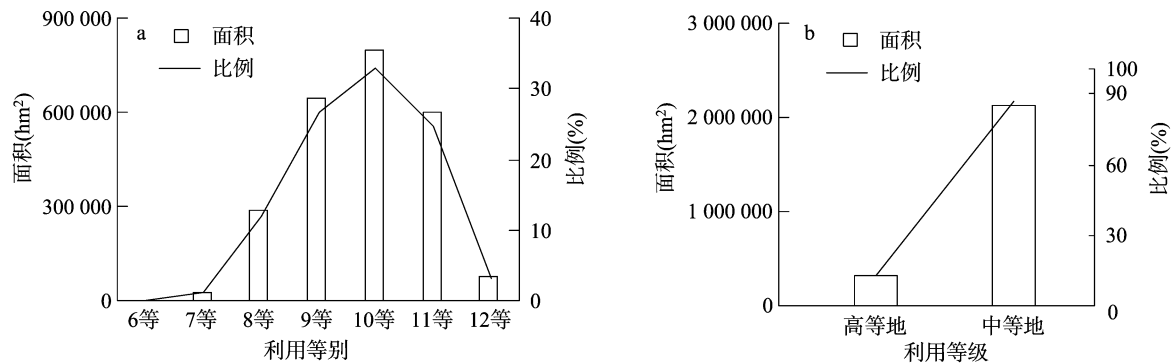 a
面积
比例
900 000
600 000
300 000
0
面积(hm²)
40
30
20
10
0
比例(%)
6等 7等 8等 9等 10等 11等 12等
利用等别
b
面积
比例
3 000 000
2 000 000
1 000 000
0
面积(hm²)
100
90
60
30
0
比例(%)
高等地 中等地
利用等级